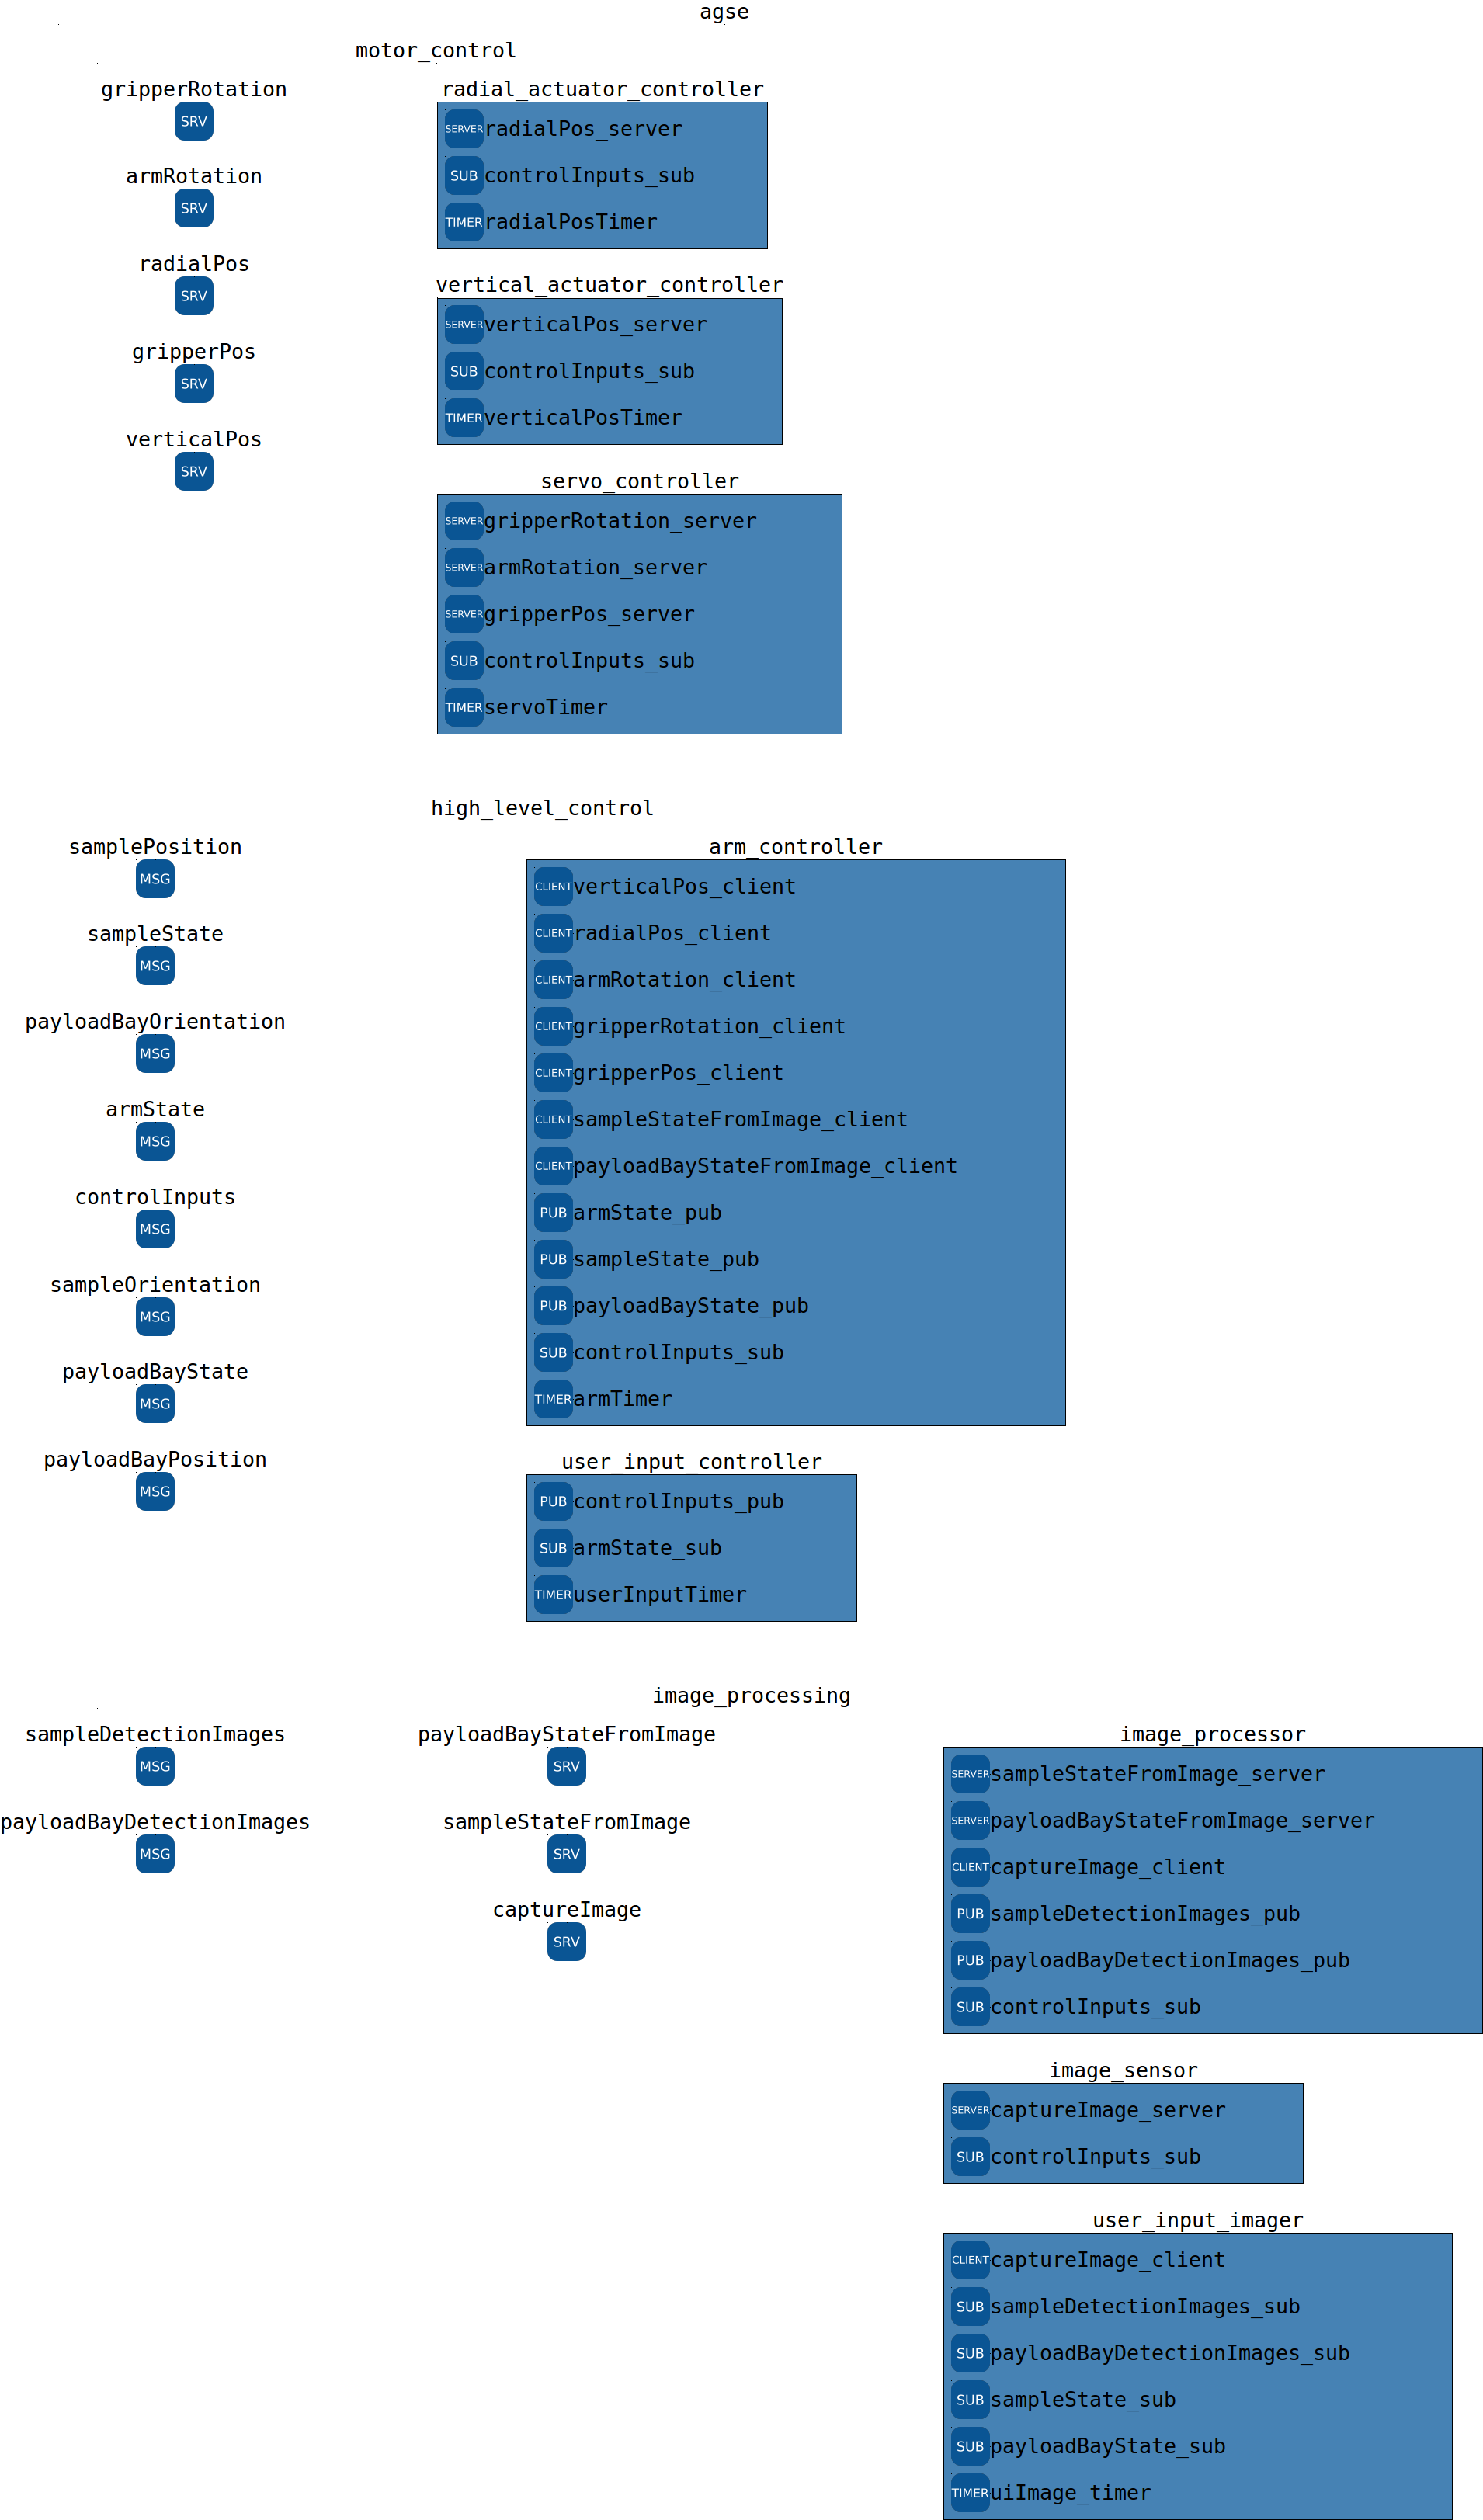 agse
motor_control
gripperRotation
SRV
armRotation
SRV
radialPos
SRV
gripperPos
SRV
verticalPos
SRV
radial_actuator_controller
SERVER radialPos_server
SUB controlInputs_sub
TIMER radialPosTimer
vertical_actuator_controller
SERVER verticalPos_server
SUB controlInputs_sub
TIMER verticalPosTimer
servo_controller
SERVER gripperRotation_server
SERVER armRotation_server
SERVER gripperPos_server
SUB controlInputs_sub
TIMER servoTimer
high_level_control
samplePosition
MSG
sampleState
MSG
payloadBayOrientation
MSG
armState
MSG
controlInputs
MSG
sampleOrientation
MSG
payloadBayState
MSG
payloadBayPosition
MSG
arm_controller
CLIENT verticalPos_client
CLIENT radialPos_client
CLIENT armRotation_client
CLIENT gripperRotation_client
CLIENT gripperPos_client
CLIENT sampleStateFromImage_client
CLIENT payloadBayStateFromImage_client
PUB armState_pub
PUB sampleState_pub
PUB payloadBayState_pub
SUB controlInputs_sub
TIMER armTimer
user_input_controller
PUB controlInputs_pub
SUB armState_sub
TIMER userInputTimer
image_processing
sampleDetectionImages
MSG
payloadBayDetectionImages
MSG
payloadBayStateFromImage
SRV
sampleStateFromImage
SRV
captureImage
SRV
image_processor
SERVER sampleStateFromImage_server
SERVER payloadBayStateFromImage_server
CLIENT captureImage_client
PUB sampleDetectionImages_pub
PUB payloadBayDetectionImages_pub
SUB controlInputs_sub
image_sensor
SERVER captureImage_server
SUB controlInputs_sub
user_input_imager
CLIENT captureImage_client
SUB sampleDetectionImages_sub
SUB payloadBayDetectionImages_sub
SUB sampleState_sub
SUB payloadBayState_sub
TIMER uiImage_timer